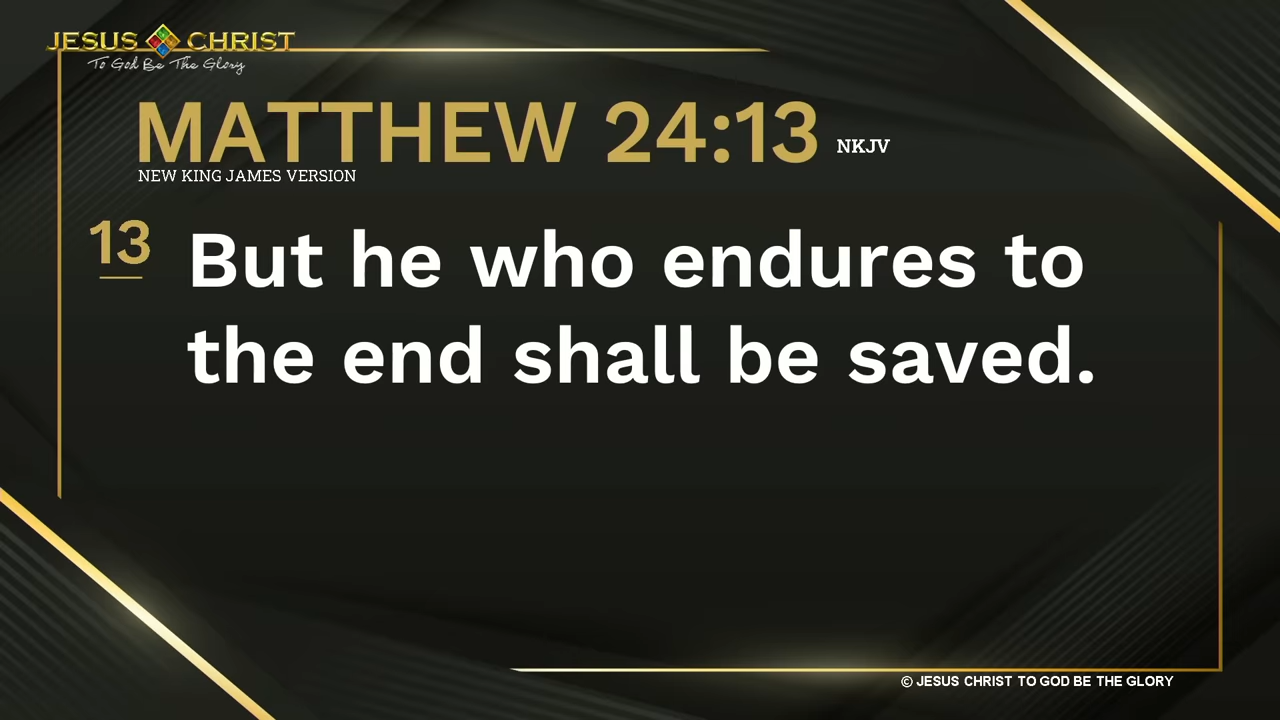 JESUS CHRIST
To God Be The Glory
MATTHEW 24:13 NKJV
NEW KING JAMES VERSION
13 But he who endures to
the end shall be saved.
© JESUS CHRIST TO GOD BE THE GLORY